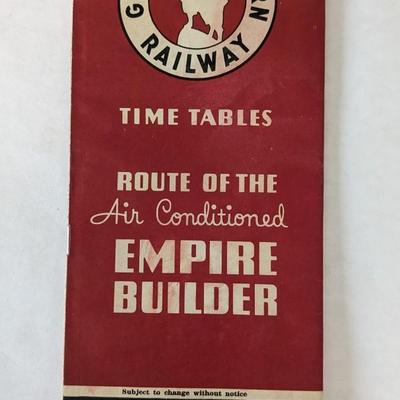 G
RAILWAY
TIME TABLES
ROUTE OF THE
Air Conditioned
EMPIRE
BUILDER
Subject to change without notice